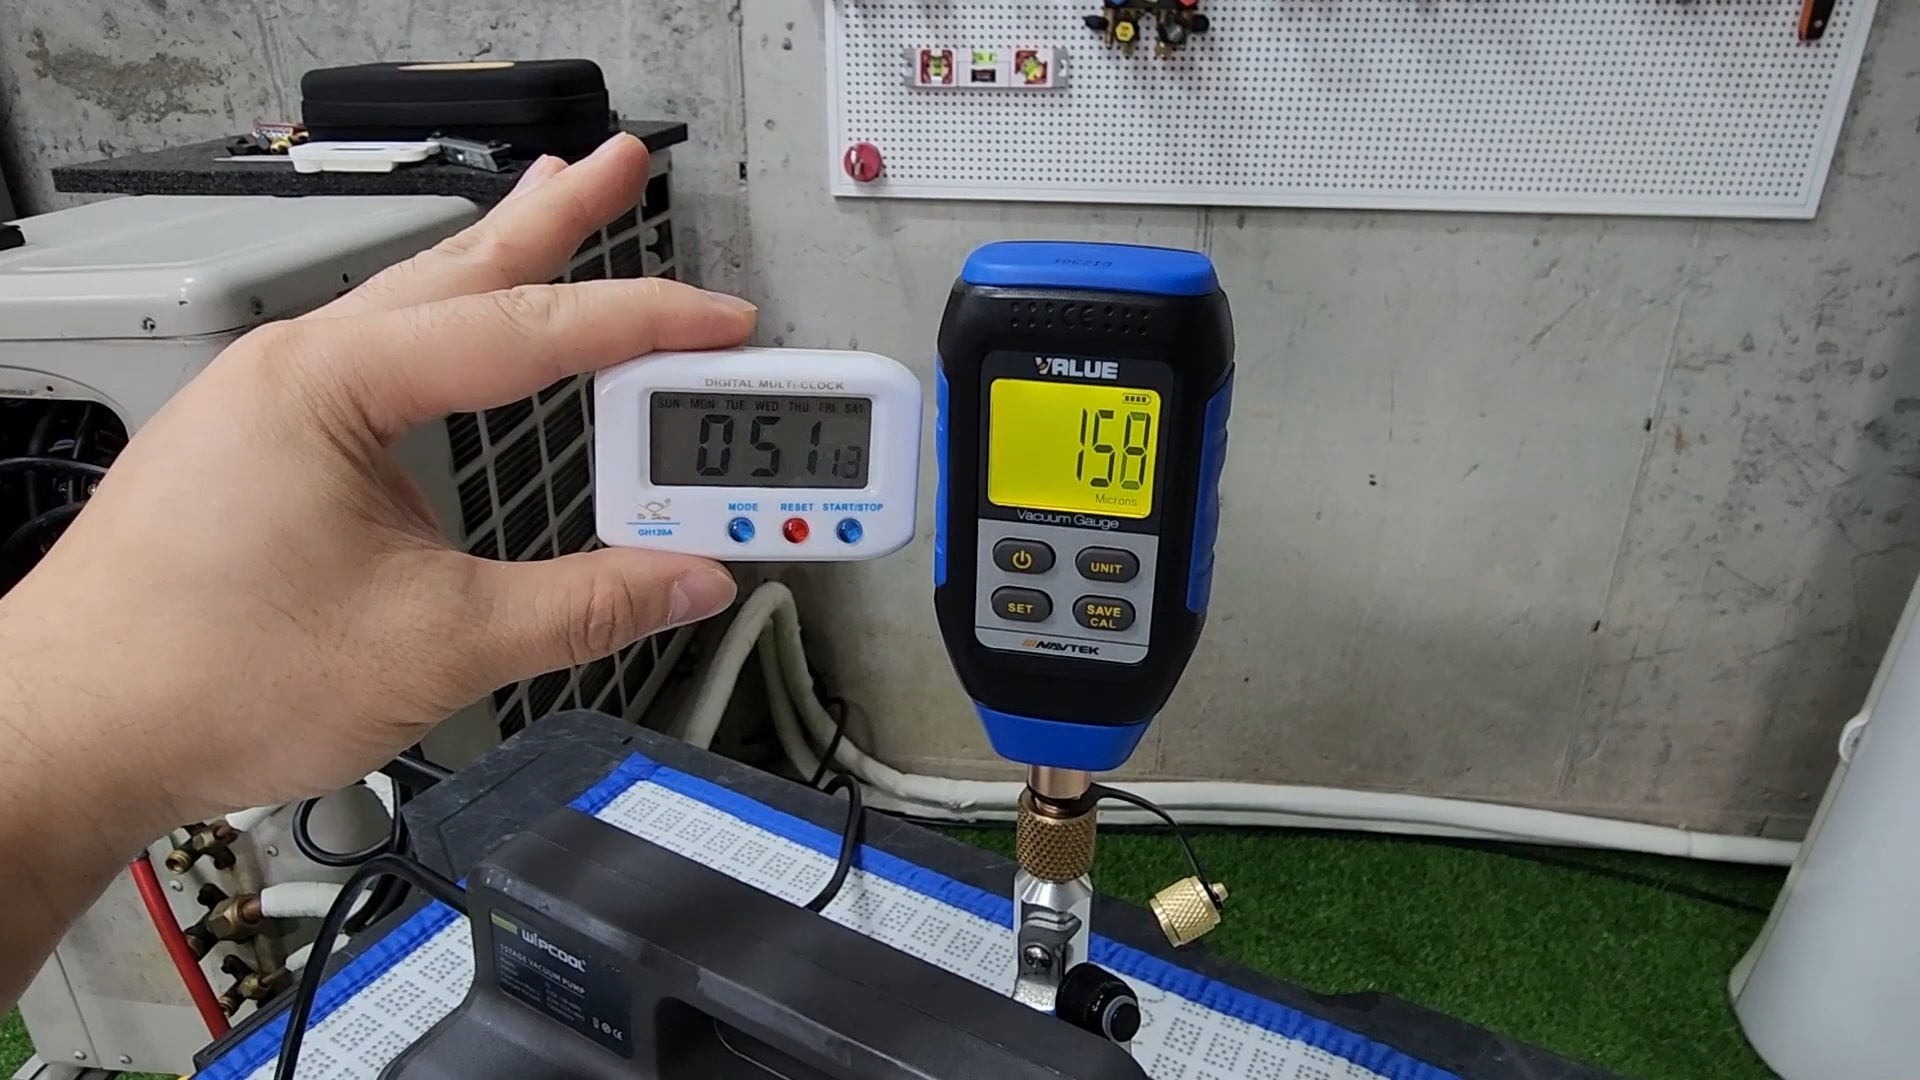 DIGITAL MULTI-CLOCK
SUN MON TUE WED THU FRI SAT
0 51 13
MODE RESET START/STOP
GH120A
VALUE
158
Microns
Vacuum Gauge
UNIT
SET
SAVE
CAL
NAVTEK
WIPCOOL
1 STAGE VACUUM PUMP